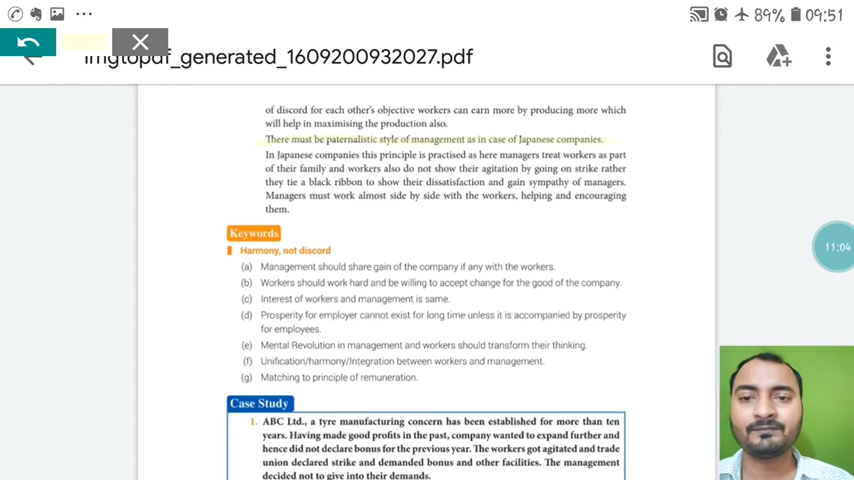 89% 09:51
imgtopdf_generated_1609200932027.pdf
of discord for each other's objective workers can earn more by producing more which
will help in maximising the production also.
There must be paternalistic style of management as in case of Japanese companies.
In Japanese companies this principle is practised as here managers treat workers as part
of their family and workers also do not show their agitation by going on strike rather
they tie a black ribbon to show their dissatisfaction and gain sympathy of managers.
Managers must work almost side by side with the workers, helping and encouraging
them.
Keywords
Harmony, not discord
(a) Management should share gain of the company if any with the workers.
(b) Workers should work hard and be willing to accept change for the good of the company.
(c) Interest of workers and management is same.
(d) Prosperity for employer cannot exist for long time unless it is accompanied by prosperity
for employees.
(e) Mental Revolution in management and workers should transform their thinking.
(f) Unification/harmony/Integration between workers and management.
(g) Matching to principle of remuneration.
Case Study
1. ABC Ltd., a tyre manufacturing concern has been established for more than ten
years. Having made good profits in the past, company wanted to expand further and
hence did not declare bonus for the previous year. The workers got agitated and trade
union declared strike and demanded bonus and other facilities. The management
decided not to give into their demands.
11:04